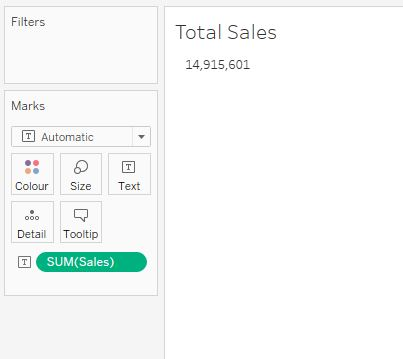 Filters
Marks
T Automatic
Colour Size T Text
Detail Tooltip
T SUM(Sales)
Total Sales
14,915,601